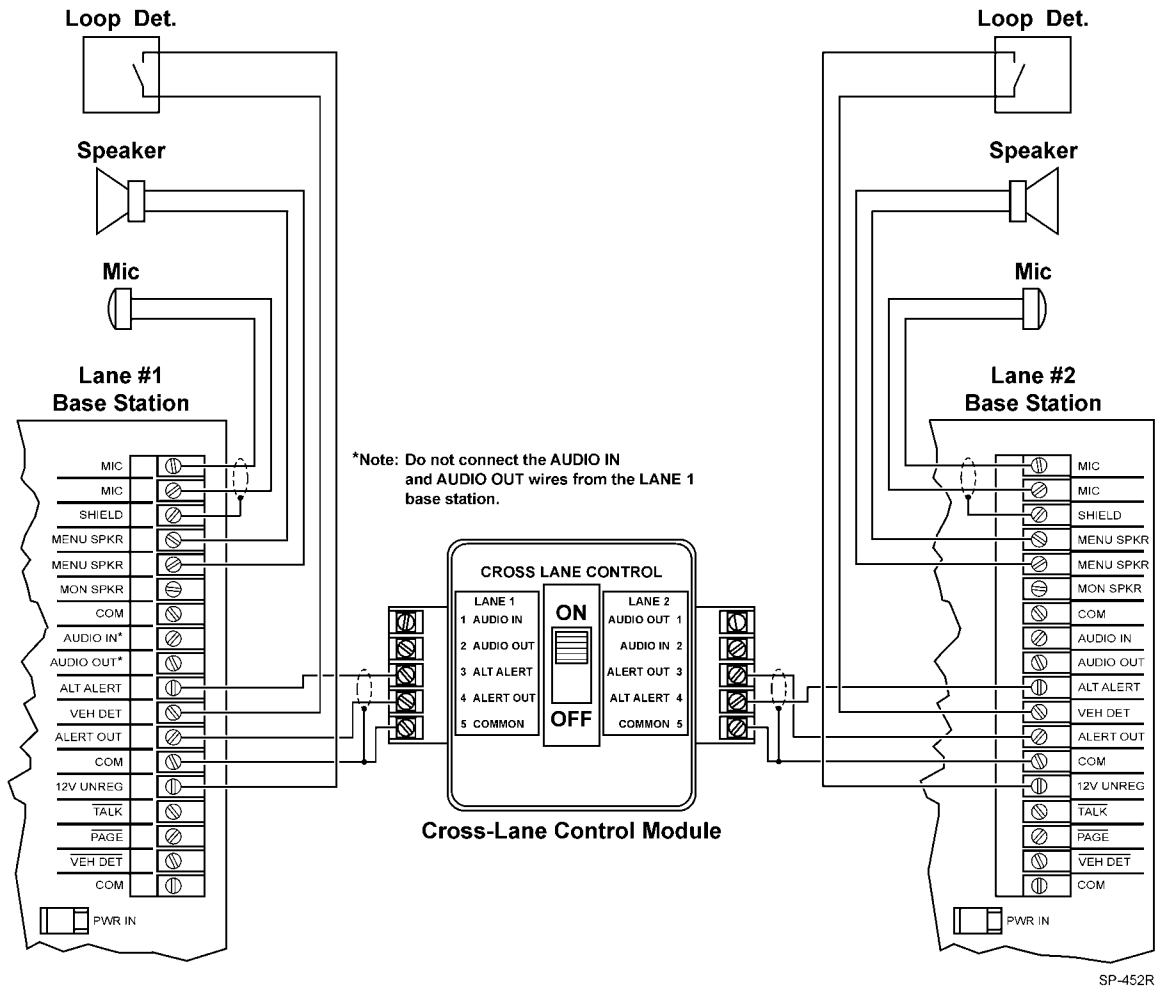 Loop Det.
Loop Det.
Speaker
Speaker
Mic
Mic
Lane #1
Base Station
Lane #2
Base Station
*Note: Do not connect the AUDIO IN
and AUDIO OUT wires from the LANE 1
base station.
MIC
MIC
SHIELD
MENU SPKR
MENU SPKR
MON SPKR
COM
AUDIO IN*
AUDIO OUT*
ALT ALERT
VEH DET
ALERT OUT
COM
12V UNREG
TALK
PAGE
VEH DET
COM
PWR IN
CROSS LANE CONTROL
LANE 1
1 AUDIO IN
2 AUDIO OUT
3 ALT ALERT
4 ALERT OUT
5 COMMON
ON
OFF
LANE 2
AUDIO OUT 1
AUDIO IN 2
ALERT OUT 3
ALT ALERT 4
COMMON 5
Cross-Lane Control Module
MIC
MIC
SHIELD
MENU SPKR
MENU SPKR
MON SPKR
COM
AUDIO IN
AUDIO OUT
ALT ALERT
VEH DET
ALERT OUT
COM
12V UNREG
TALK
PAGE
VEH DET
COM
PWR IN
SP-452R